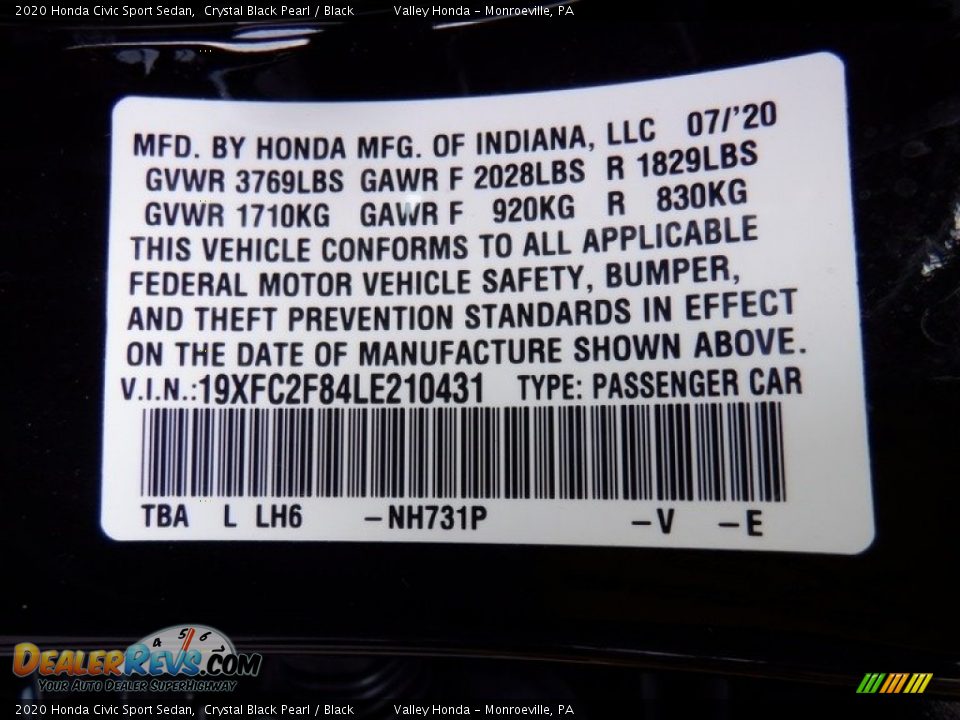 2020 Honda Civic Sport Sedan,  Crystal Black Pearl / Black          Valley Honda – Monroeville, PA
MFD. BY HONDA MFG. OF INDIANA, LLC  07/'20
GVWR 3769LBS  GAWR F 2028LBS  R 1829LBS
GVWR 1710KG  GAWR F  920KG  R  830KG
THIS VEHICLE CONFORMS TO ALL APPLICABLE
FEDERAL MOTOR VEHICLE SAFETY, BUMPER,
AND THEFT PREVENTION STANDARDS IN EFFECT
ON THE DATE OF MANUFACTURE SHOWN ABOVE.
V.I.N.:19XFC2F84LE210431  TYPE: PASSENGER CAR
TBA  L  LH6  –NH731P  –V  –E
4 5 6
DEALERREVS.COM
YOUR AUTO DEALER SUPERHIGHWAY
2020 Honda Civic Sport Sedan,  Crystal Black Pearl / Black          Valley Honda – Monroeville, PA